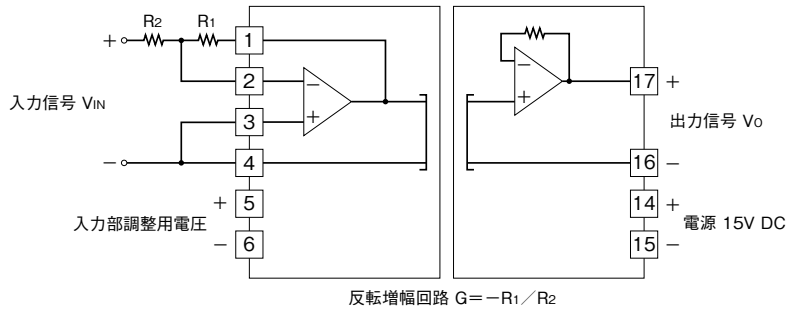 R2 R1
+ 1
2 − 17 +
入力信号 VIN 3 + 出力信号 VO
− 4 16 −
+ 5 14 +
入力部調整用電圧 電源 15V DC
− 6 15 −
− +
反転増幅回路 G=−R1/R2